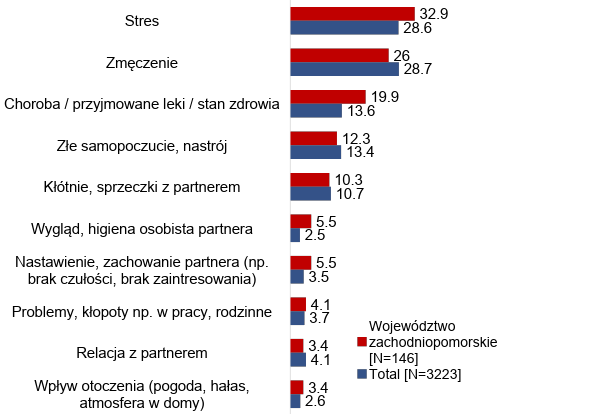 Stres
32.9
28.6
Zmęczenie
26
28.7
Choroba / przyjmowane leki / stan zdrowia
19.9
13.6
Złe samopoczucie, nastrój
12.3
13.4
Kłótnie, sprzeczki z partnerem
10.3
10.7
Wygląd, higiena osobista partnera
5.5
2.5
Nastawienie, zachowanie partnera (np.
brak czułości, brak zaintresowania)
5.5
3.5
Problemy, kłopoty np. w pracy, rodzinne
4.1
3.7
Relacja z partnerem
3.4
4.1
Wpływ otoczenia (pogoda, hałas,
atmosfera w domy)
3.4
2.6
Województwo
zachodniopomorskie
[N=146]
Total [N=3223]